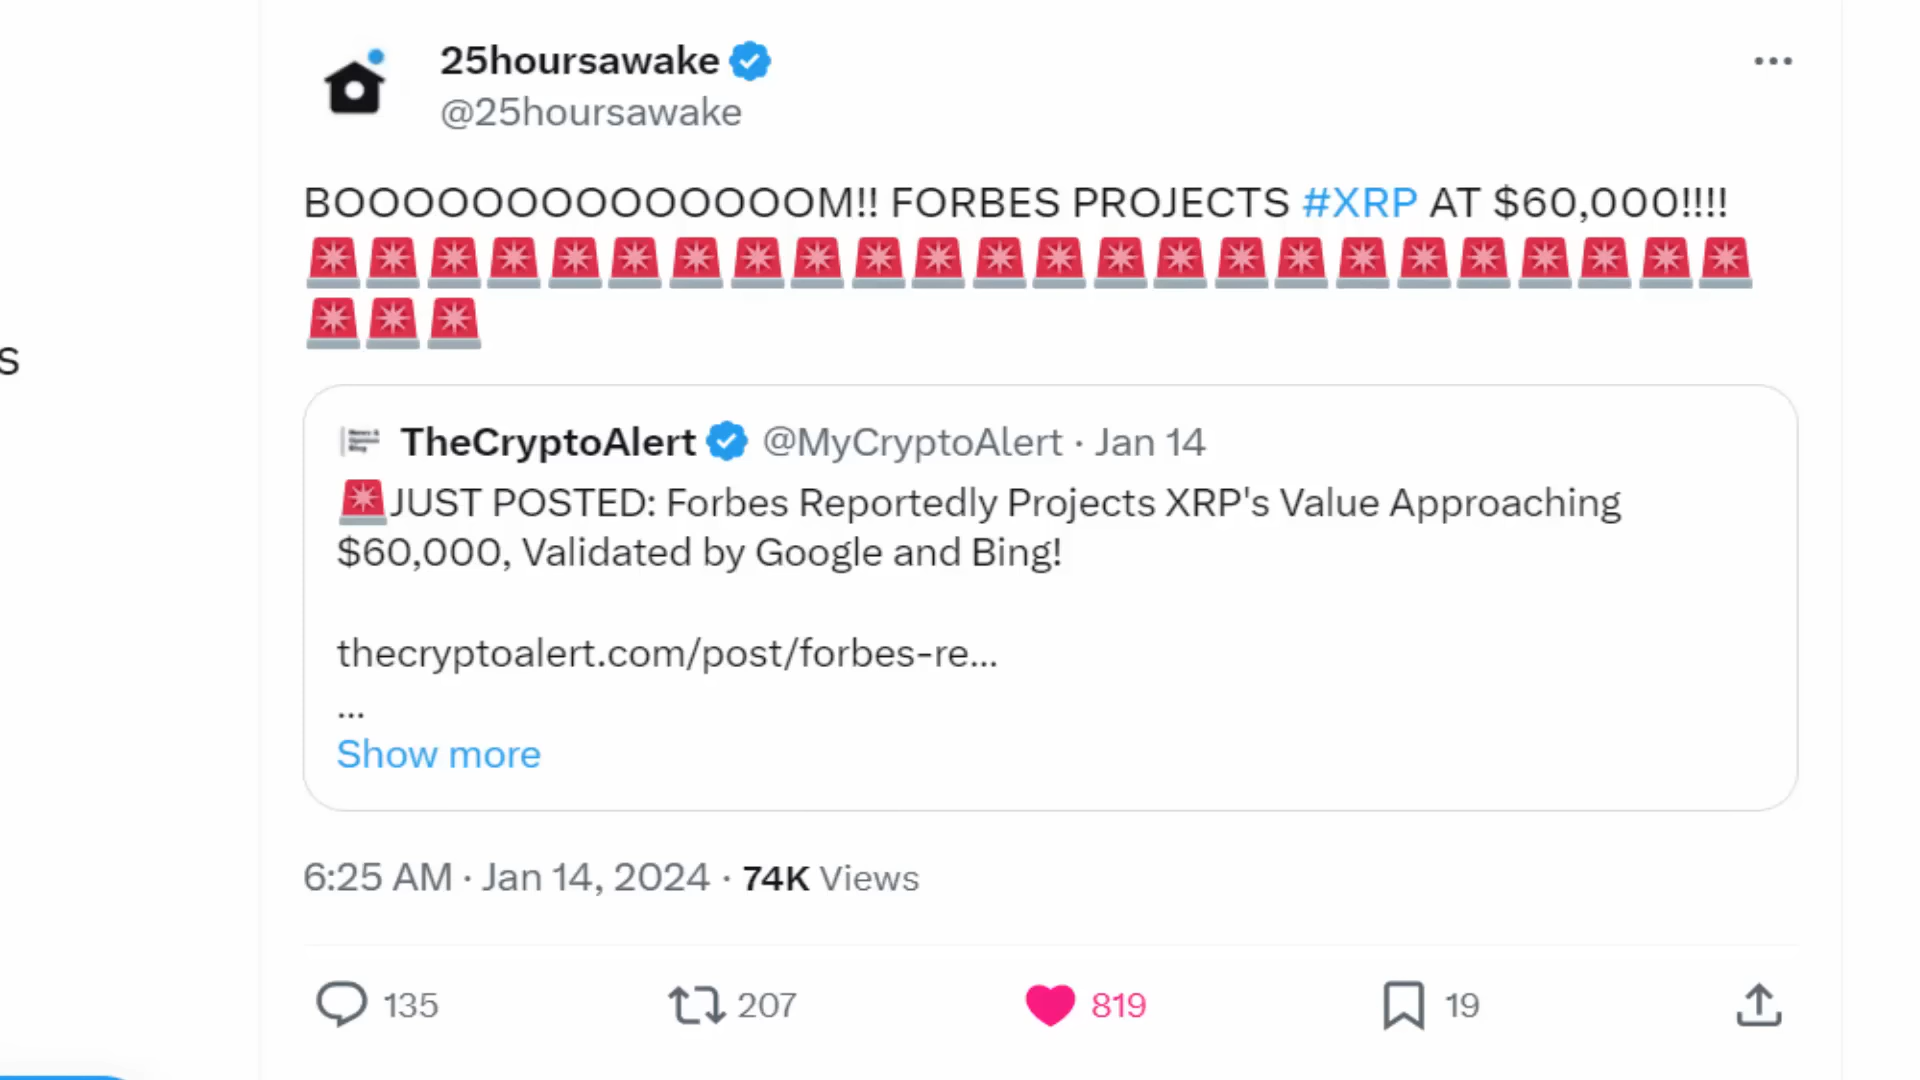 25hoursawake
@25hoursawake
BOOOOOOOOOOOOOOM!! FORBES PROJECTS #XRP AT $60,000!!!!
🚨🚨🚨🚨🚨🚨🚨🚨🚨🚨🚨🚨🚨🚨🚨🚨🚨🚨🚨🚨🚨🚨🚨🚨
🚨🚨🚨
s
TheCryptoAlert @MyCryptoAlert · Jan 14
🚨JUST POSTED: Forbes Reportedly Projects XRP's Value Approaching
$60,000, Validated by Google and Bing!
thecryptoalert.com/post/forbes-re...
...
Show more
6:25 AM · Jan 14, 2024 · 74K Views
135 207 819 19